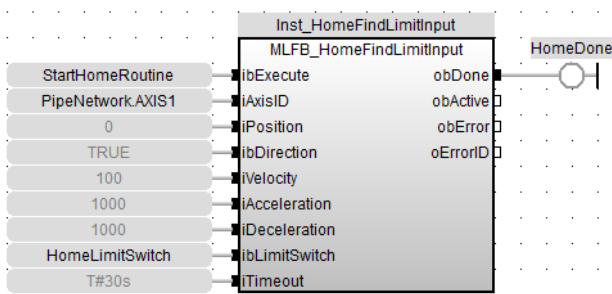 Inst_HomeFindLimitInput
MLFB_HomeFindLimitInput
HomeDone
StartHomeRoutine ibExecute obDone
PipeNetwork.AXIS1 iAxisID obActive
0 iPosition obError
TRUE ibDirection oErrorID
100 iVelocity
1000 iAcceleration
1000 iDeceleration
HomeLimitSwitch ibLimitSwitch
T#30s iTimeout